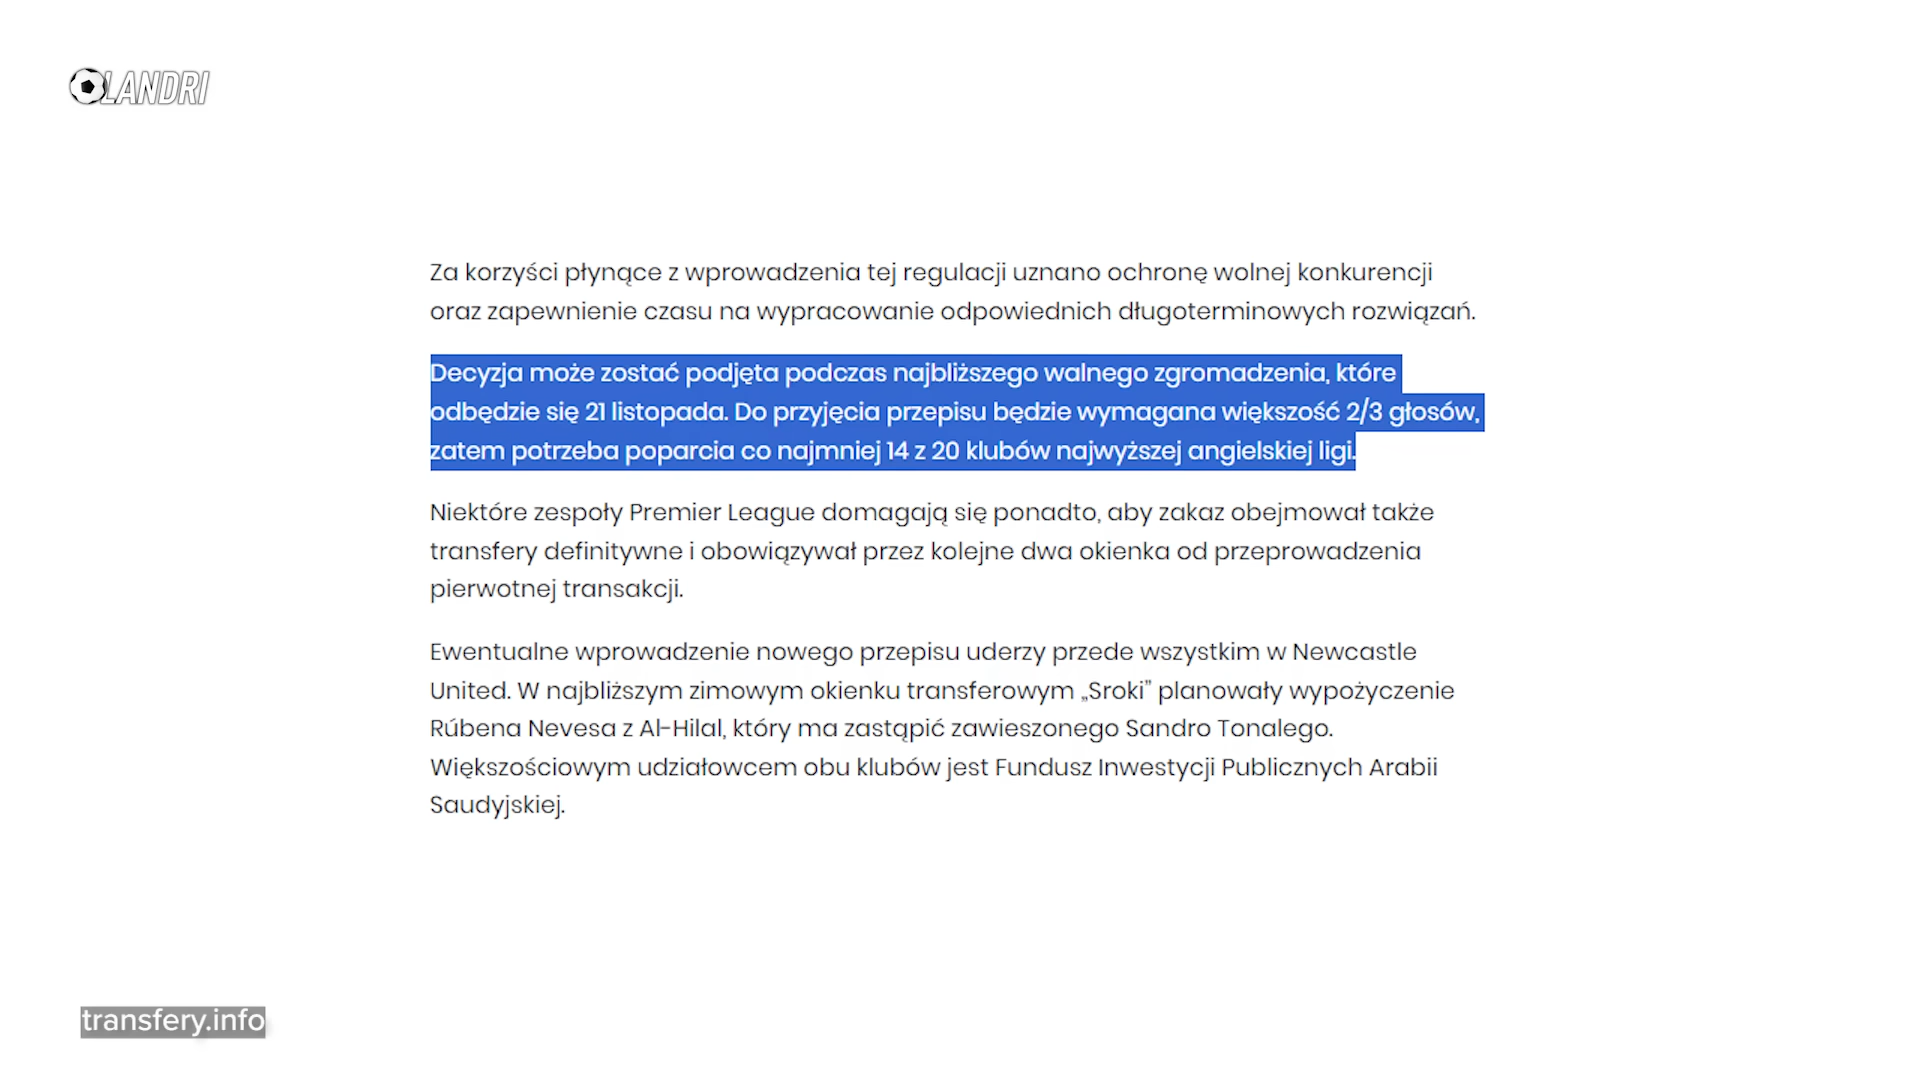 LANDRI
Za korzyści płynące z wprowadzenia tej regulacji uznano ochronę wolnej konkurencji
oraz zapewnienie czasu na wypracowanie odpowiednich długoterminowych rozwiązań.
Decyzja może zostać podjęta podczas najbliższego walnego zgromadzenia, które
odbędzie się 21 listopada. Do przyjęcia przepisu będzie wymagana większość 2/3 głosów,
zatem potrzeba poparcia co najmniej 14 z 20 klubów najwyższej angielskiej ligi.
Niektóre zespoły Premier League domagają się ponadto, aby zakaz obejmował także
transfery definitywne i obowiązywał przez kolejne dwa okienka od przeprowadzenia
pierwotnej transakcji.
Ewentualne wprowadzenie nowego przepisu uderzy przede wszystkim w Newcastle
United. W najbliższym zimowym okienku transferowym „Sroki” planowały wypożyczenie
Rúbena Nevesa z Al-Hilal, który ma zastąpić zawieszonego Sandro Tonalego.
Większościowym udziałowcem obu klubów jest Fundusz Inwestycji Publicznych Arabii
Saudyjskiej.
transfery.info